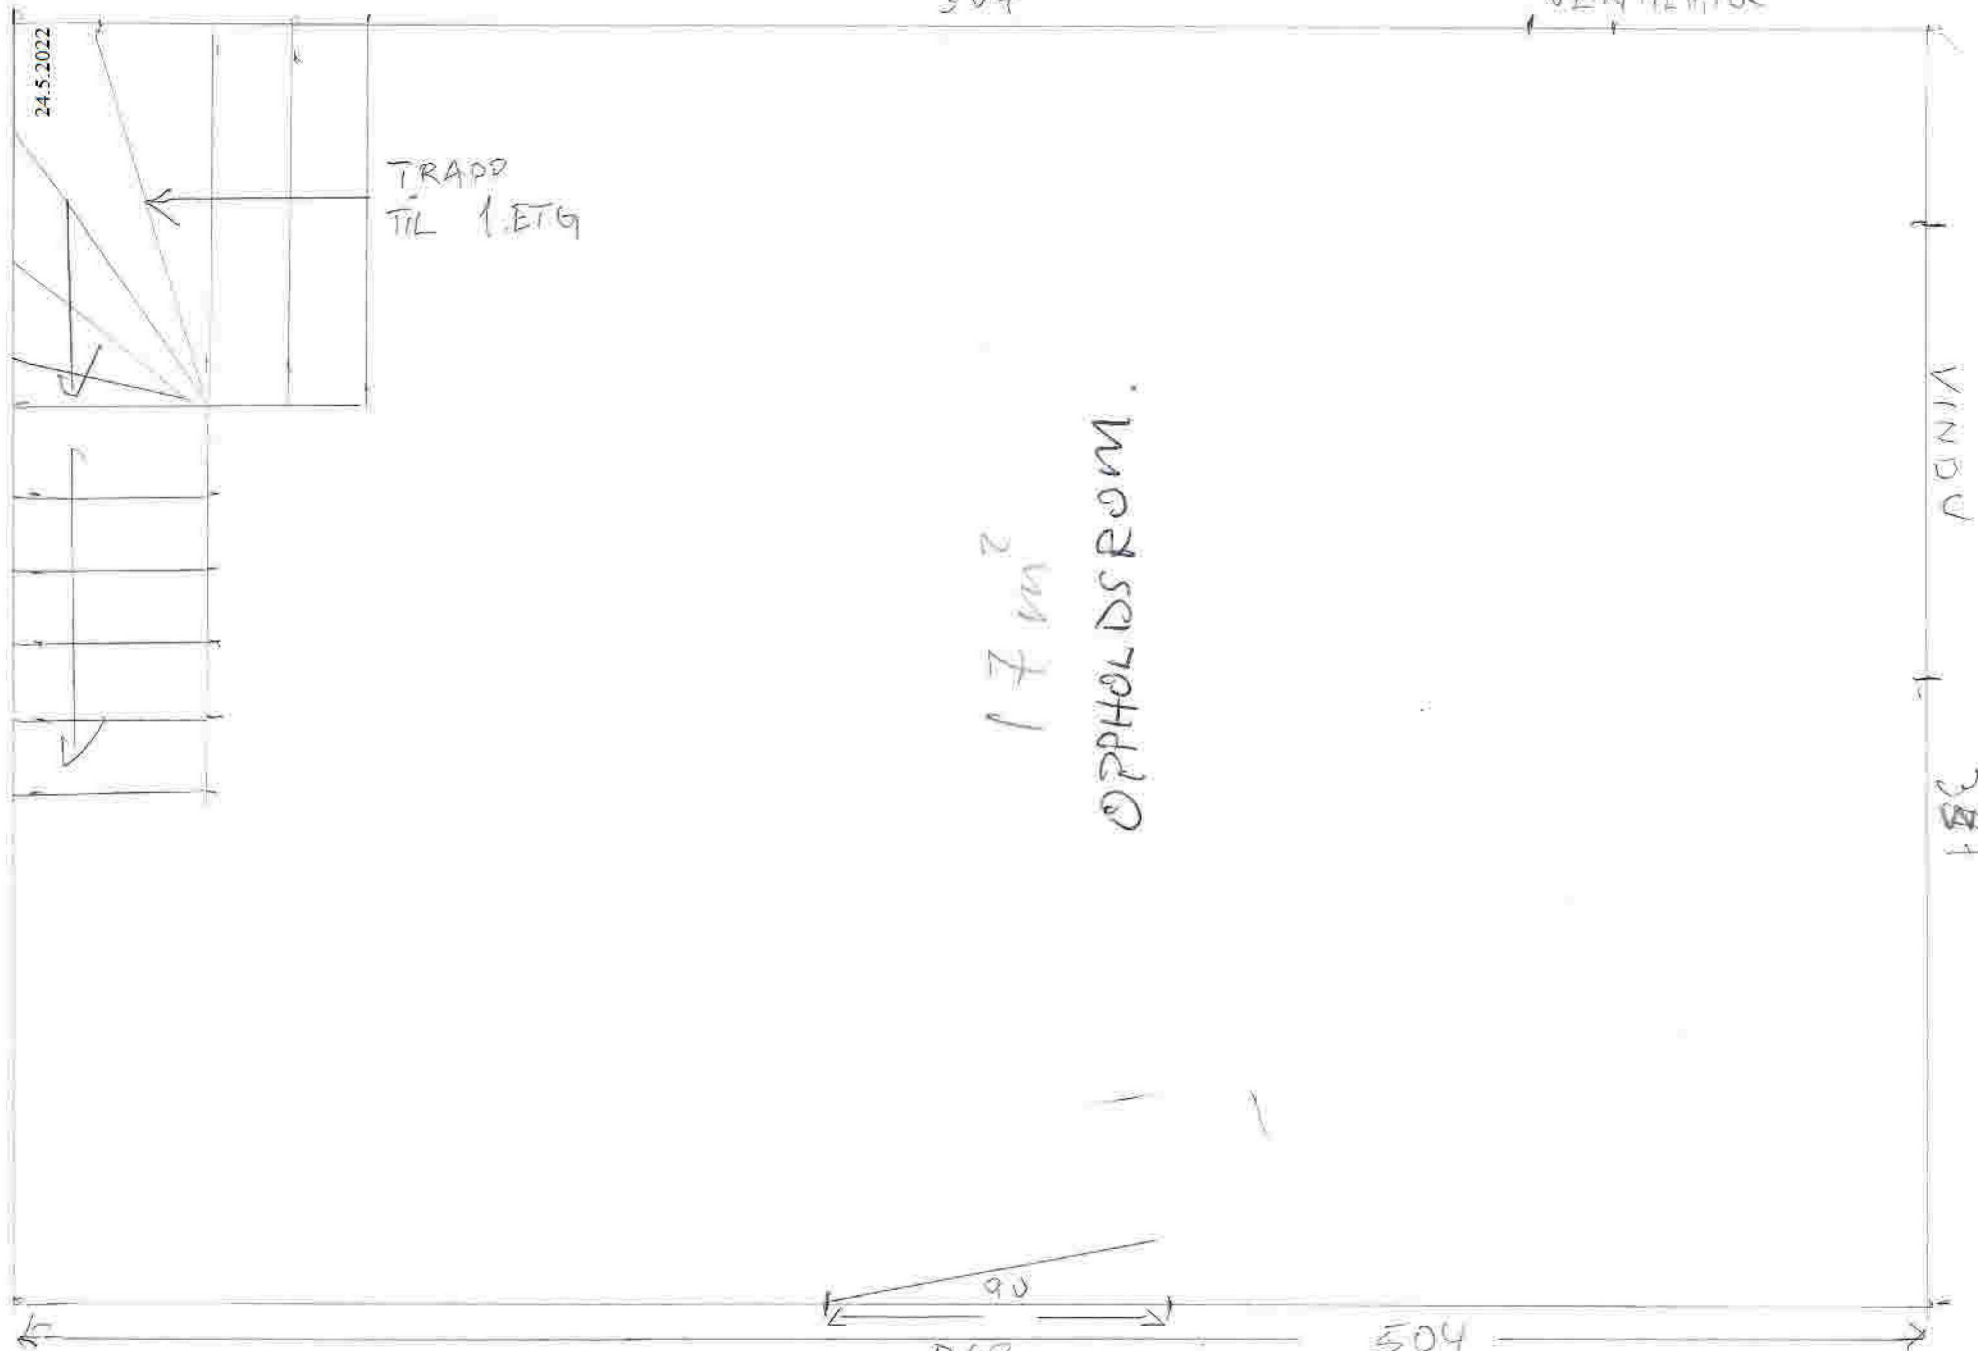 24.5.2022
TRAPP
TIL 1.ETG
VINDU
17 m²
OPPHOLDSROM.
90
504